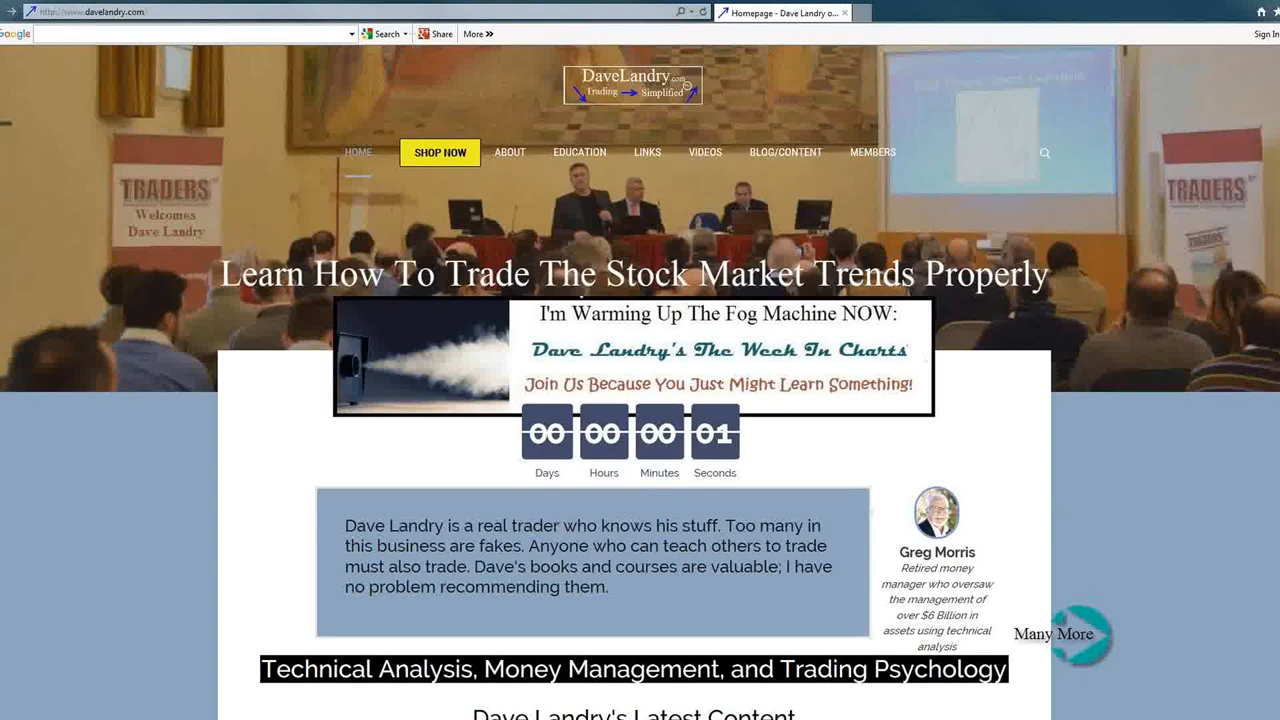 http://www.davelandry.com
Homepage - Dave Landry o...
Google
Search
Share
More »
Sign In
DaveLandry.com
Trading Simplified
HOME
SHOP NOW
ABOUT
EDUCATION
LINKS
VIDEOS
BLOG/CONTENT
MEMBERS
TRADERS'
Welcomes
Dave Landry
TRADERS'
Learn How To Trade The Stock Market Trends Properly
I'm Warming Up The Fog Machine NOW:
Dave Landry's The Week In Charts
Join Us Because You Just Might Learn Something!
00 00 00 01
Days Hours Minutes Seconds
Dave Landry is a real trader who knows his stuff. Too many in
this business are fakes. Anyone who can teach others to trade
must also trade. Dave's books and courses are valuable; I have
no problem recommending them.
Greg Morris
Retired money
manager who oversaw
the management of
over $6 Billion in
assets using technical
analysis
Many More
Technical Analysis, Money Management, and Trading Psychology
Dave Landry's Latest Content